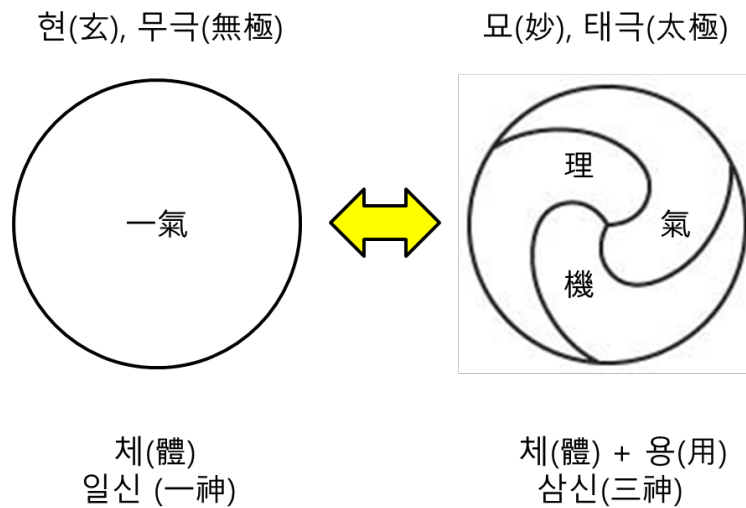 현(玄), 무극(無極)
묘(妙), 태극(太極)
一氣
理
氣
機
체(體)
일신 (一神)
체(體) + 용(用)
삼신(三神)